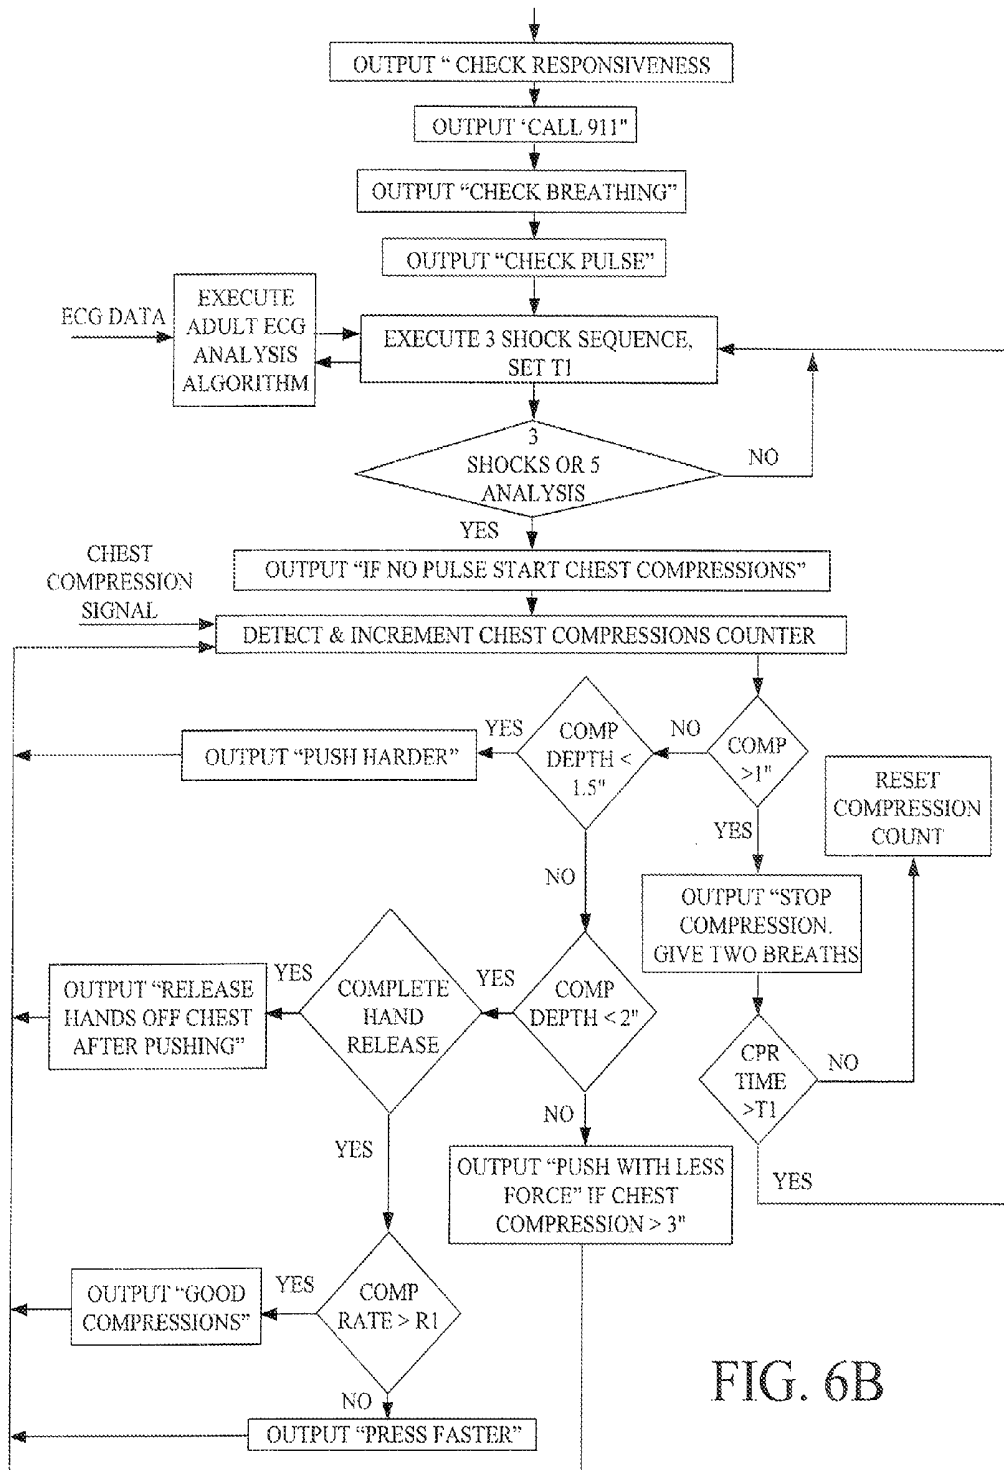 OUTPUT " CHECK RESPONSIVENESS
OUTPUT 'CALL 911"
OUTPUT "CHECK BREATHING"
OUTPUT "CHECK PULSE"
ECG DATA
EXECUTE
ADULT ECG
ANALYSIS
ALGORITHM
EXECUTE 3 SHOCK SEQUENCE,
SET T1
3
SHOCKS OR 5
ANALYSIS
NO
YES
OUTPUT "IF NO PULSE START CHEST COMPRESSIONS"
CHEST
COMPRESSION
SIGNAL
DETECT & INCREMENT CHEST COMPRESSIONS COUNTER
COMP
>1"
NO
COMP
DEPTH <
1.5"
YES
OUTPUT "PUSH HARDER"
RESET
COMPRESSION
COUNT
YES
NO
OUTPUT "STOP
COMPRESSION.
GIVE TWO BREATHS
COMP
DEPTH < 2"
YES
COMPLETE
HAND
RELEASE
YES
OUTPUT "RELEASE
HANDS OFF CHEST
AFTER PUSHING"
CPR
TIME
>T1
NO
NO
YES
YES
OUTPUT "PUSH WITH LESS
FORCE" IF CHEST
COMPRESSION > 3"
COMP
RATE > R1
YES
OUTPUT "GOOD
COMPRESSIONS"
NO
OUTPUT "PRESS FASTER"
FIG. 6B